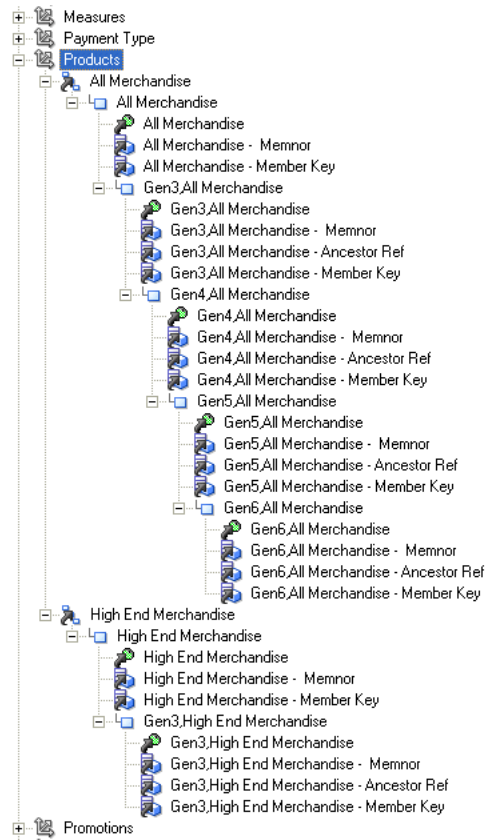 Measures
Payment Type
Products
All Merchandise
All Merchandise
All Merchandise
All Merchandise -  Memnor
All Merchandise - Member Key
Gen3,All Merchandise
Gen3,All Merchandise
Gen3,All Merchandise -  Memnor
Gen3,All Merchandise - Ancestor Ref
Gen3,All Merchandise - Member Key
Gen4,All Merchandise
Gen4,All Merchandise
Gen4,All Merchandise -  Memnor
Gen4,All Merchandise - Ancestor Ref
Gen4,All Merchandise - Member Key
Gen5,All Merchandise
Gen5,All Merchandise
Gen5,All Merchandise -  Memnor
Gen5,All Merchandise - Ancestor Ref
Gen5,All Merchandise - Member Key
Gen6,All Merchandise
Gen6,All Merchandise
Gen6,All Merchandise -  Memnor
Gen6,All Merchandise - Ancestor Ref
Gen6,All Merchandise - Member Key
High End Merchandise
High End Merchandise
High End Merchandise
High End Merchandise -  Memnor
High End Merchandise - Member Key
Gen3,High End Merchandise
Gen3,High End Merchandise
Gen3,High End Merchandise -  Memnor
Gen3,High End Merchandise - Ancestor Ref
Gen3,High End Merchandise - Member Key
Promotions